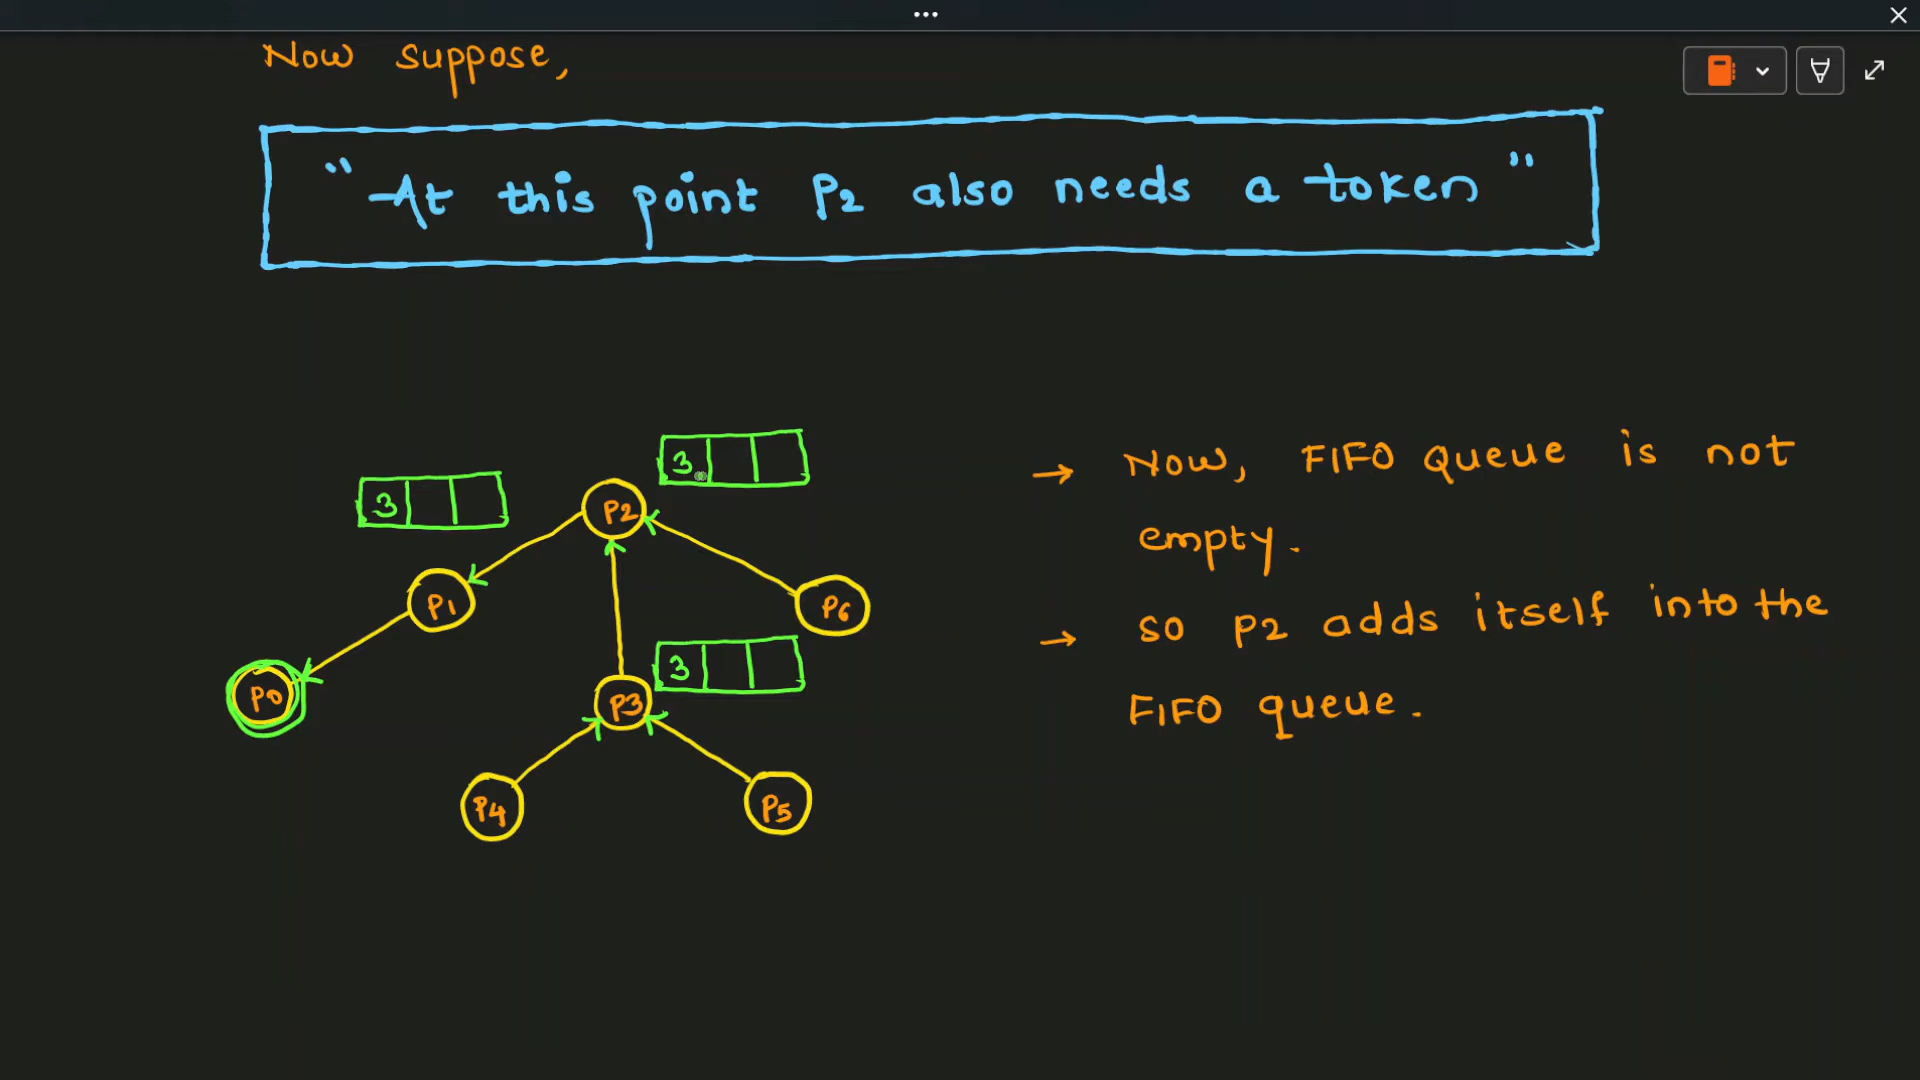 Now suppose,
"At this point P2 also needs a token"
3
3
P2
P1
P6
P0
3
P3
P4
P5
→ Now, FIFO queue is not
empty.
→ so P2 adds itself into the
FIFO queue.